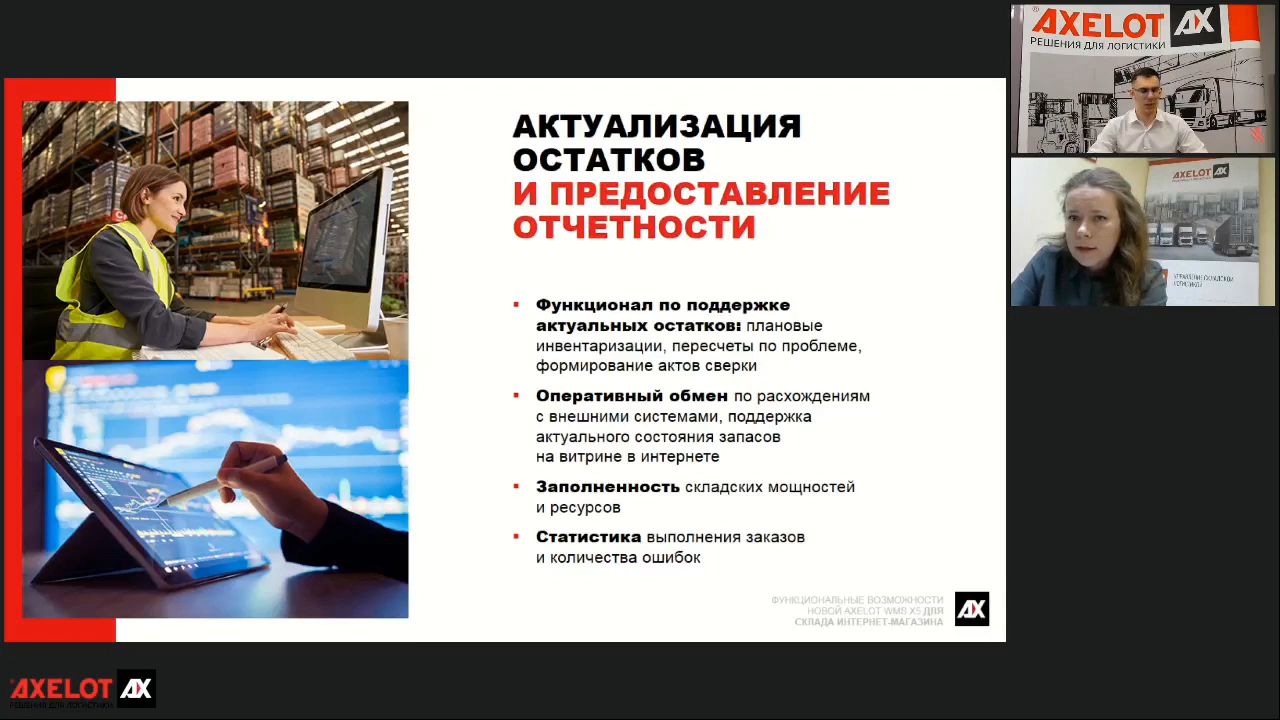 АКТУАЛИЗАЦИЯ
ОСТАТКОВ
И ПРЕДОСТАВЛЕНИЕ
ОТЧЕТНОСТИ
Функционал по поддержке
актуальных остатков: плановые
инвентаризации, пересчеты по проблеме,
формирование актов сверки
Оперативный обмен по расхождениям
с внешними системами, поддержка
актуального состояния запасов
на витрине в интернете
Заполненность складских мощностей
и ресурсов
Статистика выполнения заказов
и количества ошибок
ФУНКЦИОНАЛЬНЫЕ ВОЗМОЖНОСТИ
НОВОЙ AXELOT WMS X5 ДЛЯ
СКЛАДА ИНТЕРНЕТ-МАГАЗИНА
AX
AXELOT AX
РЕШЕНИЯ ДЛЯ ЛОГИСТИКИ
AXELOT AX
РЕШЕНИЯ ДЛЯ ЛОГИСТИКИ
AXELOT AX
УПРАВЛЕНИЕ СКЛАДСКОЙ
ЛОГИСТИКОЙ